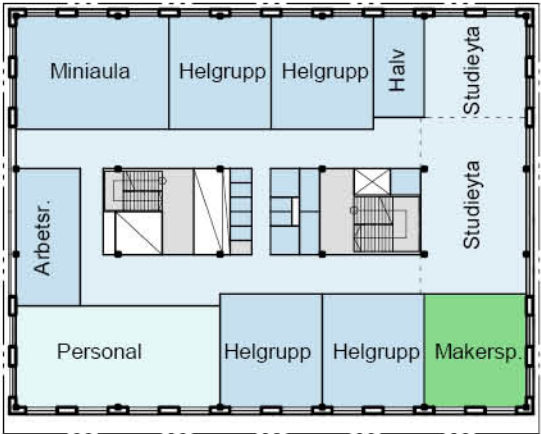 Miniaula
Helgrupp
Helgrupp
Halv
Studieyta
Arbetsr.
Studieyta
Personal
Helgrupp
Helgrupp
Makersp.